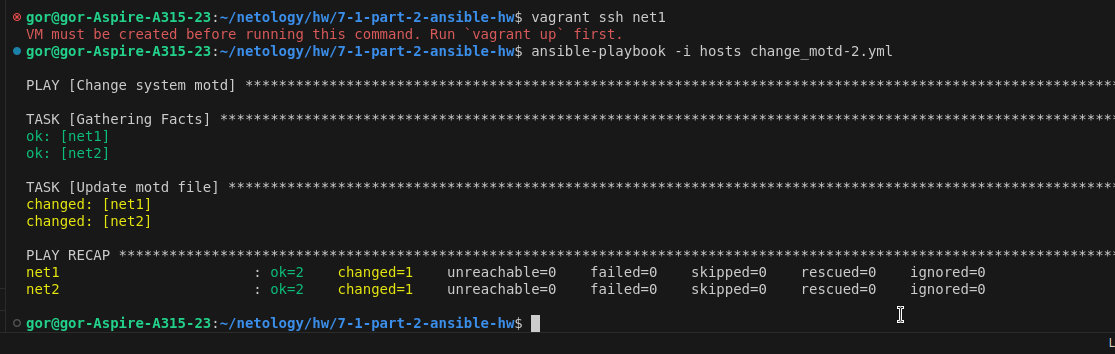 gor@gor-Aspire-A315-23:~/netology/hw/7-1-part-2-ansible-hw$ vagrant ssh net1
VM must be created before running this command. Run `vagrant up` first.
gor@gor-Aspire-A315-23:~/netology/hw/7-1-part-2-ansible-hw$ ansible-playbook -i hosts change_motd-2.yml
PLAY [Change system motd] *******************************************************************************************************
TASK [Gathering Facts] **********************************************************************************************************
ok: [net1]
ok: [net2]
TASK [Update motd file] *********************************************************************************************************
changed: [net1]
changed: [net2]
PLAY RECAP **********************************************************************************************************************
net1                       : ok=2    changed=1    unreachable=0    failed=0    skipped=0    rescued=0    ignored=0
net2                       : ok=2    changed=1    unreachable=0    failed=0    skipped=0    rescued=0    ignored=0
gor@gor-Aspire-A315-23:~/netology/hw/7-1-part-2-ansible-hw$